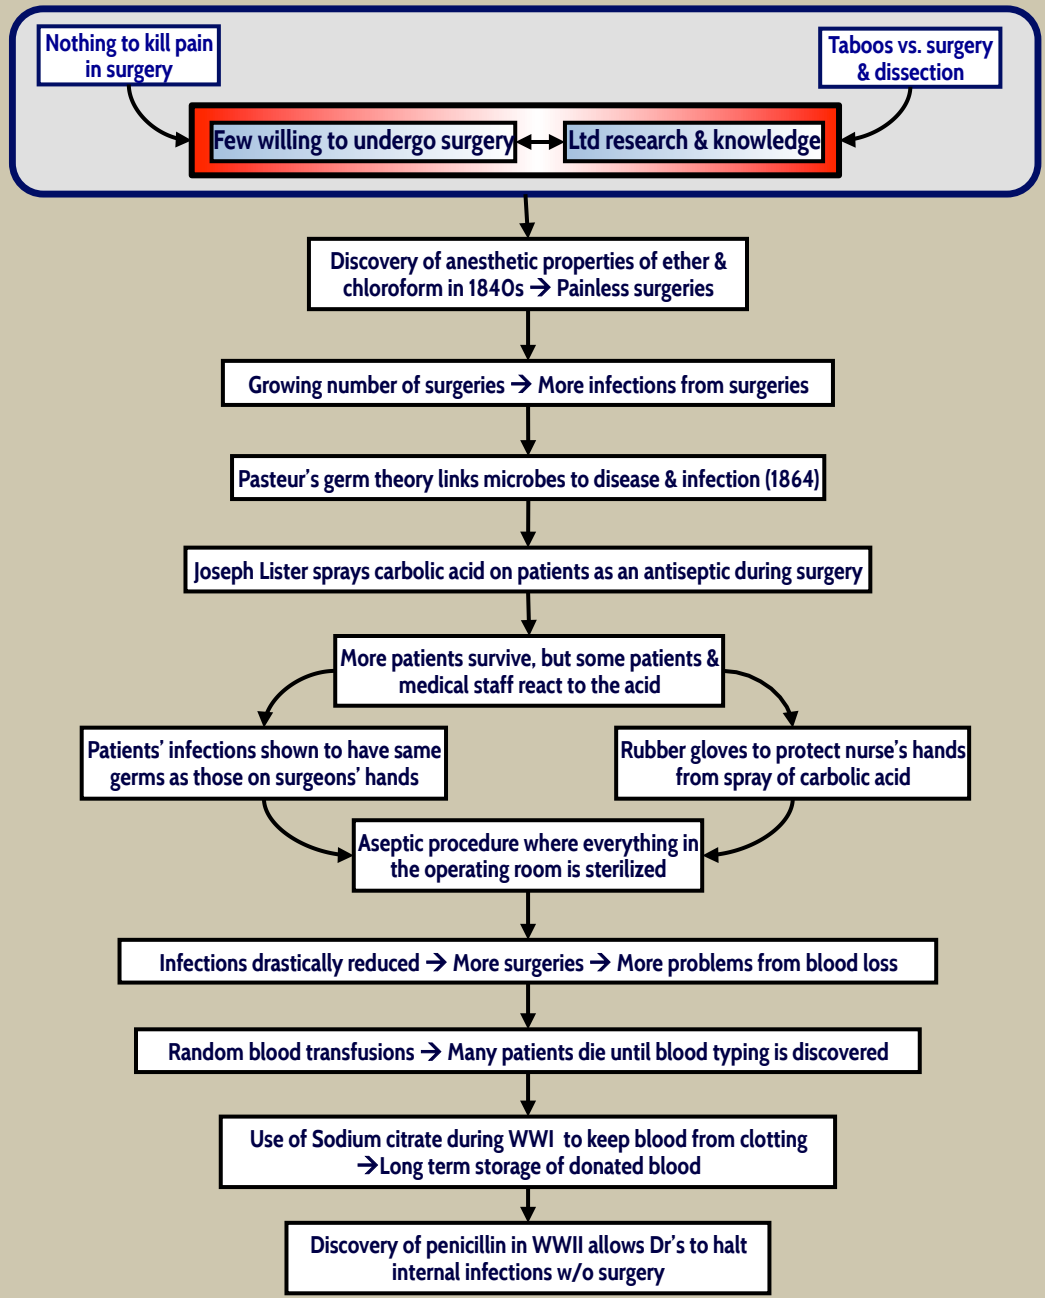 Nothing to kill pain
in surgery
Taboos vs. surgery
& dissection
Few willing to undergo surgery
Ltd research & knowledge
Discovery of anesthetic properties of ether &
chloroform in 1840s → Painless surgeries
Growing number of surgeries → More infections from surgeries
Pasteur's germ theory links microbes to disease & infection (1864)
Joseph Lister sprays carbolic acid on patients as an antiseptic during surgery
More patients survive, but some patients &
medical staff react to the acid
Patients' infections shown to have same
germs as those on surgeons' hands
Rubber gloves to protect nurse's hands
from spray of carbolic acid
Aseptic procedure where everything in
the operating room is sterilized
Infections drastically reduced → More surgeries → More problems from blood loss
Random blood transfusions → Many patients die until blood typing is discovered
Use of Sodium citrate during WWI to keep blood from clotting
→Long term storage of donated blood
Discovery of penicillin in WWII allows Dr's to halt
internal infections w/o surgery